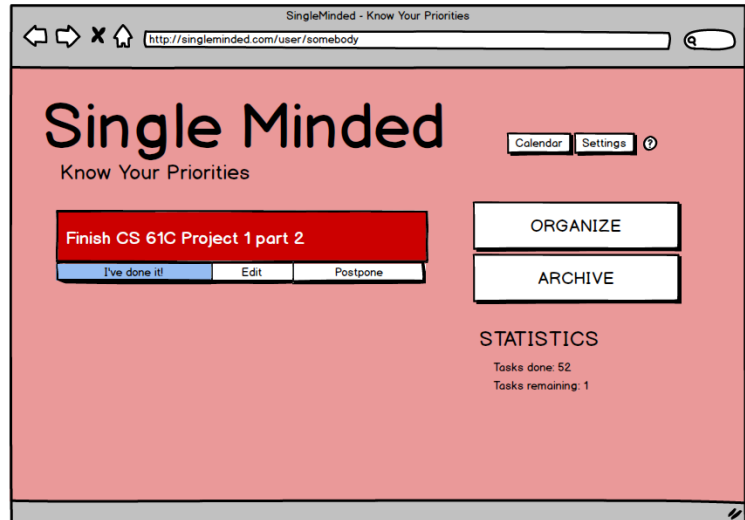 SingleMinded - Know Your Priorities
http://singleminded.com/user/somebody
Single Minded
Know Your Priorities
Calendar Settings ?
Finish CS 61C Project 1 part 2
I've done it! Edit Postpone
ORGANIZE
ARCHIVE
STATISTICS
Tasks done: 52
Tasks remaining: 1